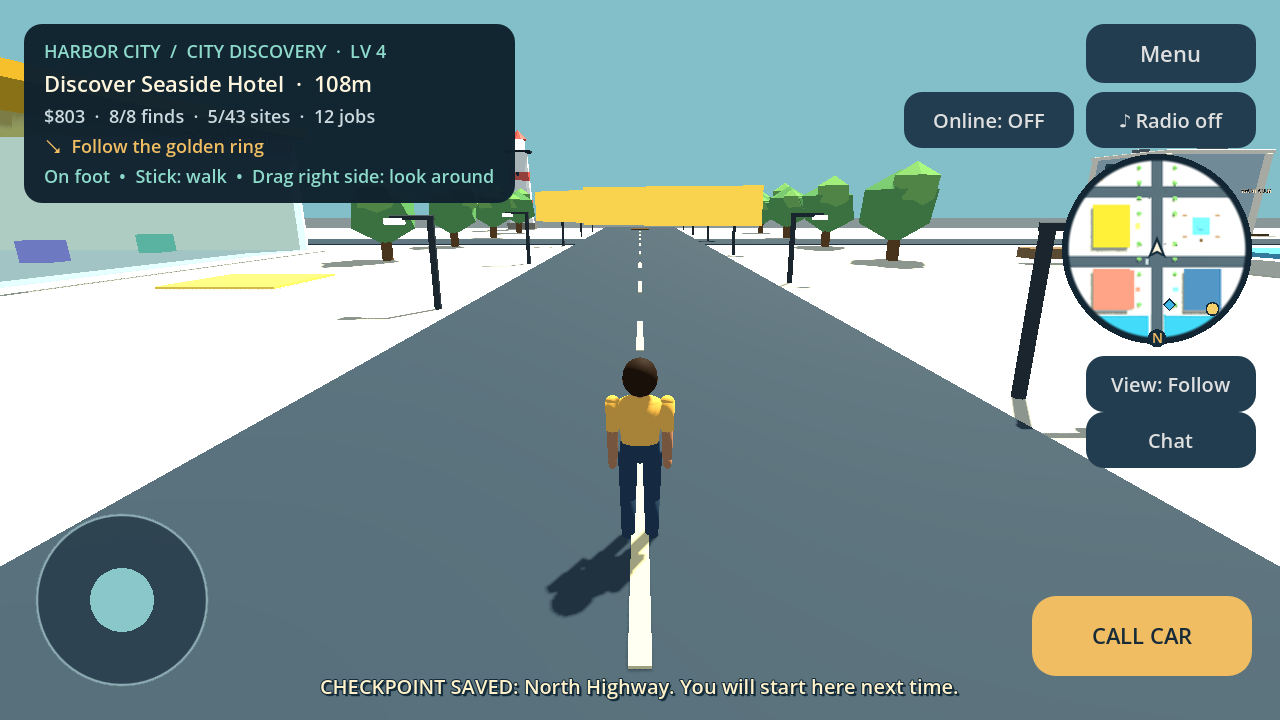 HARBOR CITY / CITY DISCOVERY · LV 4
Discover Seaside Hotel · 108m
$803 · 8/8 finds · 5/43 sites · 12 jobs
↘ Follow the golden ring
On foot • Stick: walk • Drag right side: look around
Menu
Online: OFF
♪ Radio off
N
View: Follow
Chat
CALL CAR
CHECKPOINT SAVED: North Highway. You will start here next time.